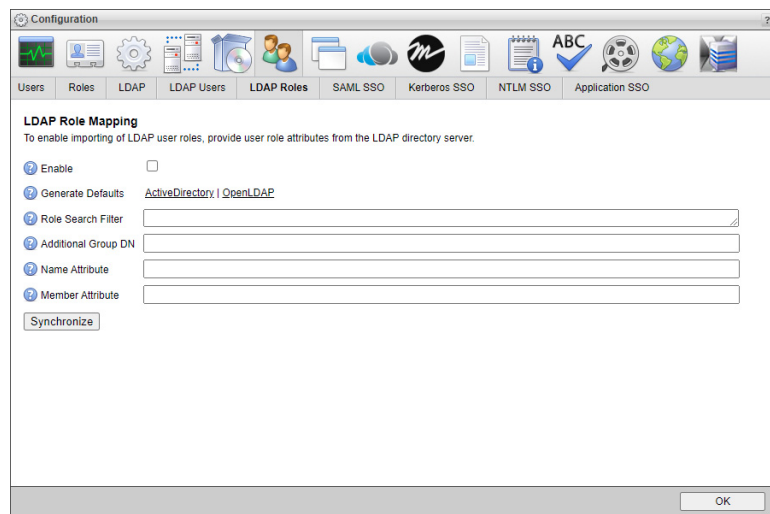 Configuration
?
ABC
Users Roles LDAP LDAP Users LDAP Roles SAML SSO Kerberos SSO NTLM SSO Application SSO
LDAP Role Mapping
To enable importing of LDAP user roles, provide user role attributes from the LDAP directory server.
? Enable
? Generate Defaults ActiveDirectory | OpenLDAP
? Role Search Filter
? Additional Group DN
? Name Attribute
? Member Attribute
Synchronize
OK